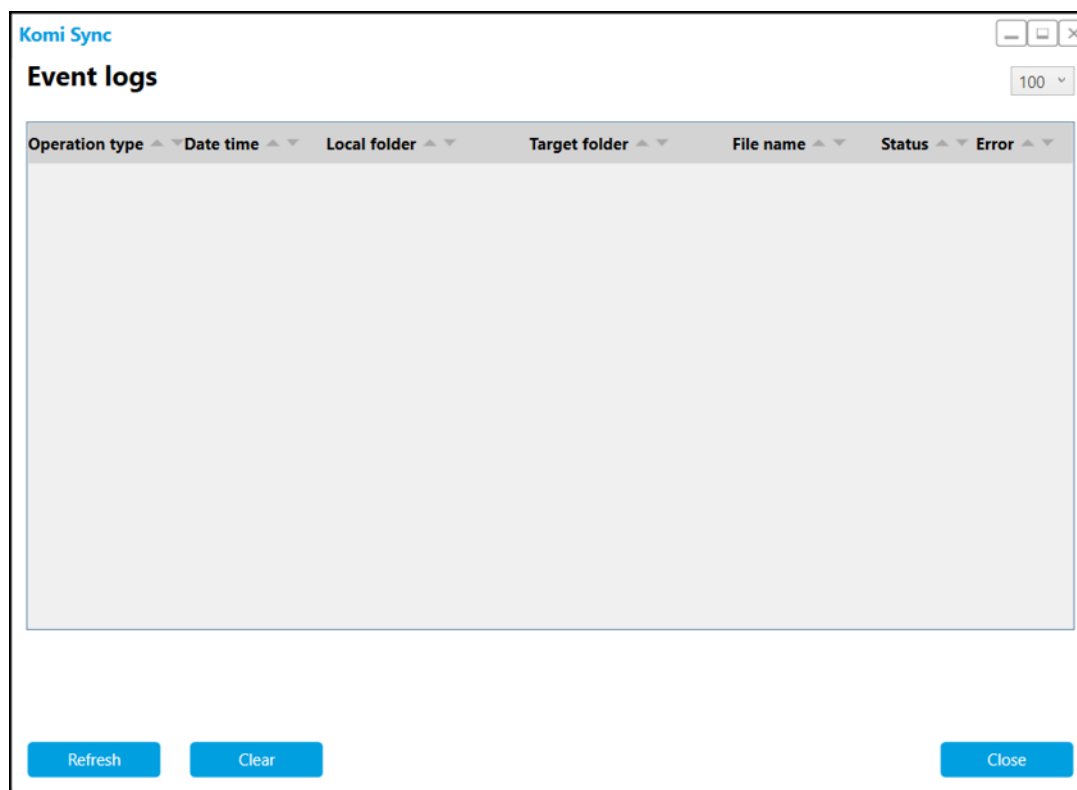 Komi Sync
Event logs
100
Operation type Date time Local folder Target folder File name Status Error
Refresh Clear Close